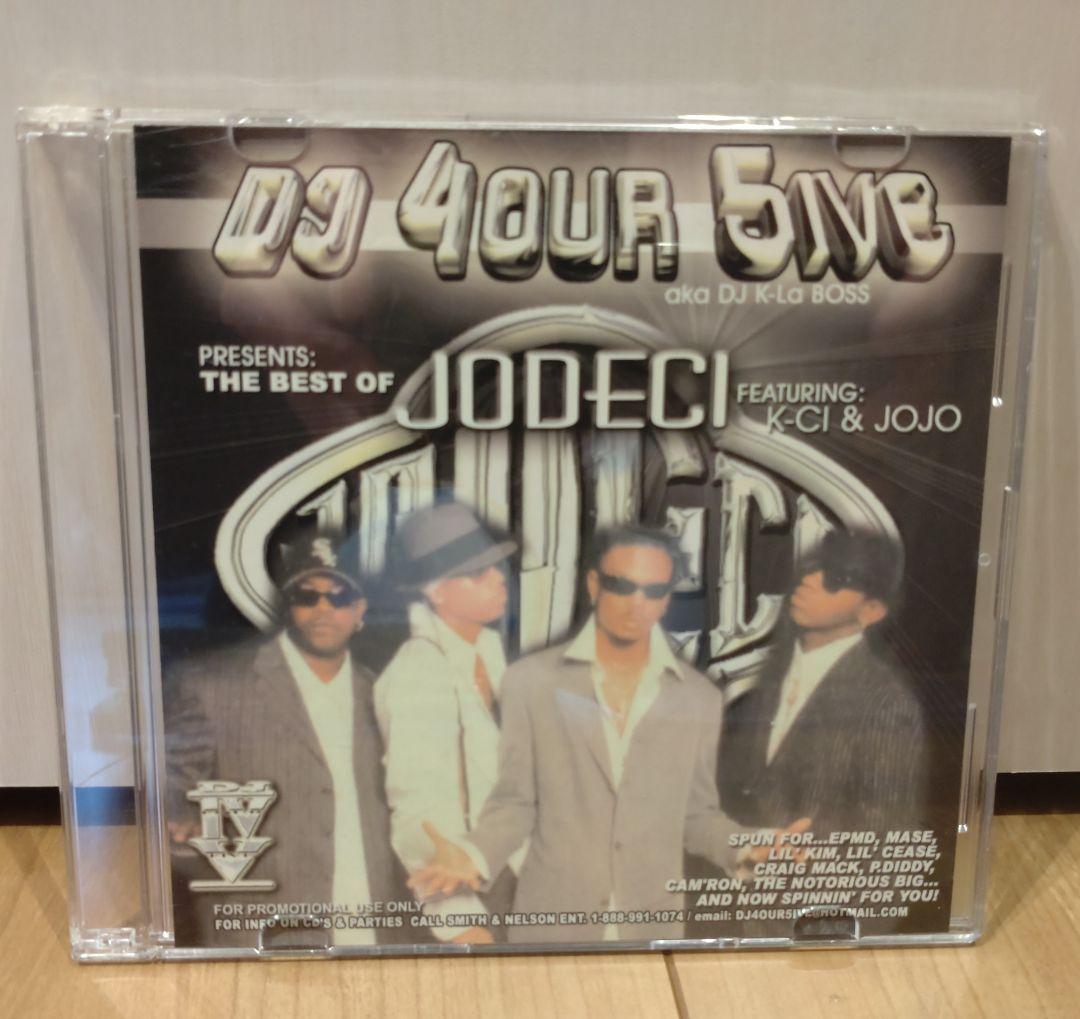 DJ 4OUR 5IVE
aka DJ K-La BOSS
PRESENTS:
THE BEST OF JODECI FEATURING:
K-CI & JOJO
JODECI
DJ
IV
V
SPUN FOR...EPMD, MASE,
LIL' KIM, LIL' CEASE,
CRAIG MACK, P.DIDDY,
CAM'RON, THE NOTORIOUS BIG...
AND NOW SPINNIN' FOR YOU!
FOR PROMOTIONAL USE ONLY
FOR INFO ON CD'S & PARTIES CALL SMITH & NELSON ENT. 1-888-991-1074 / email: DJ4OUR5IVE@HOTMAIL.COM